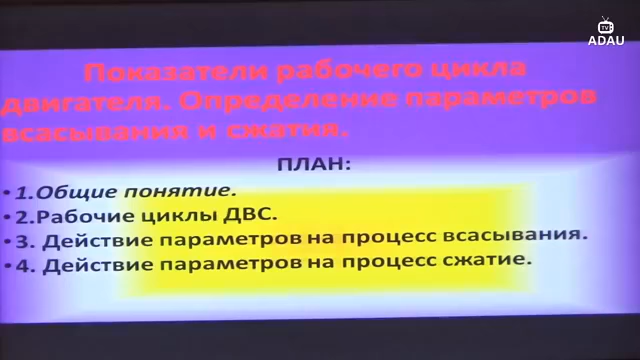 TV
ADAU
Показатели рабочего цикла
двигателя. Определение параметров
всасывания и сжатия.
ПЛАН:
•1.Общие понятие.
•2.Рабочие циклы ДВС.
•3. Действие параметров на процесс всасывания.
•4. Действие параметров на процесс сжатие.